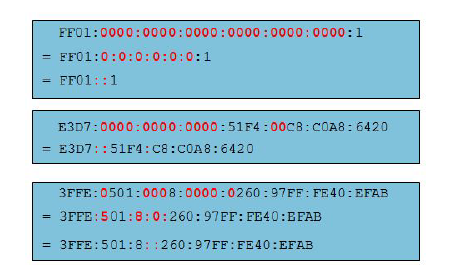 FF01:0000:0000:0000:0000:0000:0000:1
= FF01:0:0:0:0:0:0:1
= FF01::1
E3D7:0000:0000:0000:51F4:00C8:C0A8:6420
= E3D7::51F4:C8:C0A8:6420
3FFE:0501:0008:0000:0260:97FF:FE40:EFAB
= 3FFE:501:8:0:260:97FF:FE40:EFAB
= 3FFE:501:8::260:97FF:FE40:EFAB